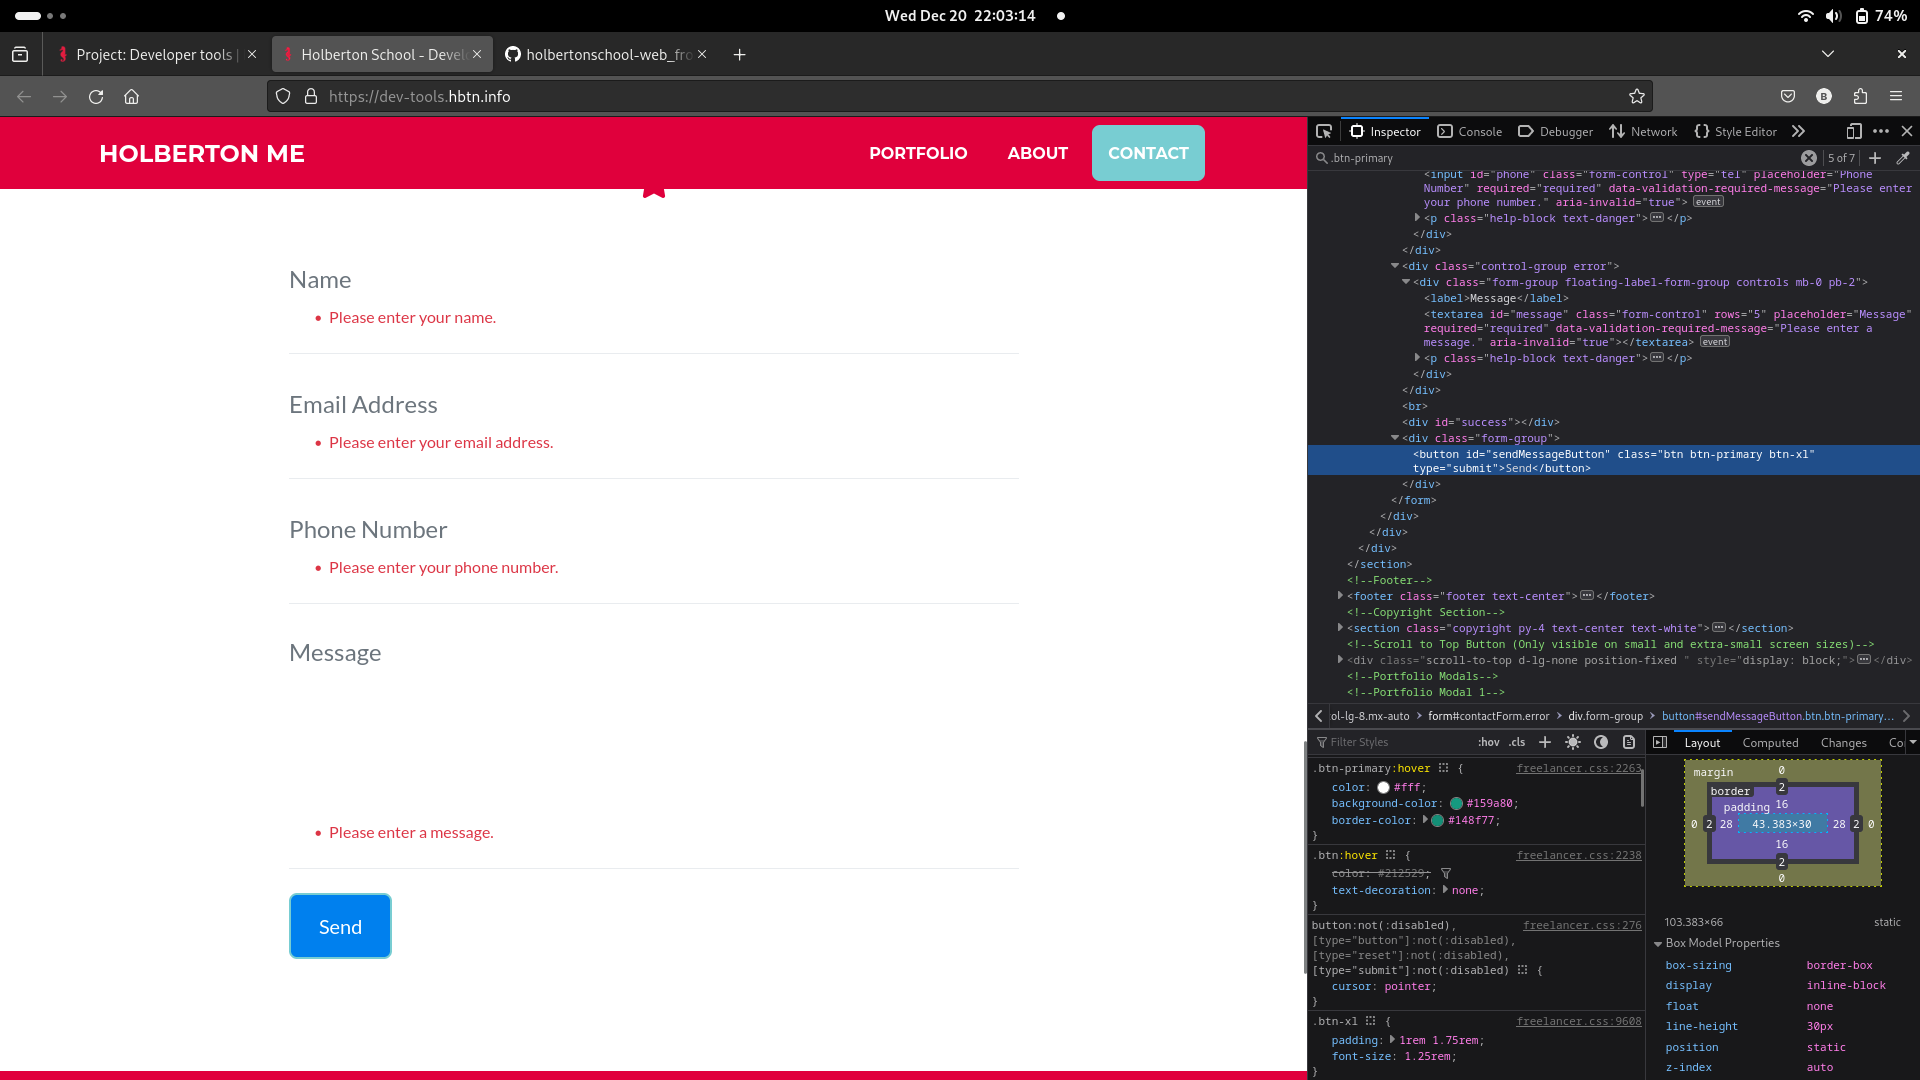 Wed Dec 20 22:03:14
74%
Project: Developer tools |
Holberton School - Devel
holbertonschool-web_fro
https://dev-tools.hbtn.info
B
HOLBERTON ME
PORTFOLIO
ABOUT
CONTACT
Name
• Please enter your name.
Email Address
• Please enter your email address.
Phone Number
• Please enter your phone number.
Message
• Please enter a message.
Send
Inspector
Console
Debugger
Network
Style Editor
.btn-primary
5 of 7
<input id="phone" class="form-control" type="tel" placeholder="Phone
Number" required="required" data-validation-required-message="Please enter
your phone number." aria-invalid="true"> event
<p class="help-block text-danger"> ••• </p>
</div>
</div>
<div class="control-group error">
<div class="form-group floating-label-form-group controls mb-0 pb-2">
<label>Message</label>
<textarea id="message" class="form-control" rows="5" placeholder="Message"
required="required" data-validation-required-message="Please enter a
message." aria-invalid="true"></textarea> event
<p class="help-block text-danger"> ••• </p>
</div>
</div>
<br>
<div id="success"></div>
<div class="form-group">
<button id="sendMessageButton" class="btn btn-primary btn-xl"
type="submit">Send</button>
</div>
</form>
</div>
</div>
</div>
</section>
<!--Footer-->
<footer class="footer text-center"> ••• </footer>
<!--Copyright Section-->
<section class="copyright py-4 text-center text-white"> ••• </section>
<!--Scroll to Top Button (Only visible on small and extra-small screen sizes)-->
<div class="scroll-to-top d-lg-none position-fixed " style="display: block;"> ••• </div>
<!--Portfolio Modals-->
<!--Portfolio Modal 1-->
ol-lg-8.mx-auto > form#contactForm.error > div.form-group > button#sendMessageButton.btn.btn-primary…
Filter Styles
:hov .cls
.btn-primary:hover {
freelancer.css:2263
color: #fff;
background-color: #159a80;
border-color: #148f77;
}
.btn:hover {
freelancer.css:2238
color: #212529;
text-decoration: none;
}
button:not(:disabled),
freelancer.css:276
[type="button"]:not(:disabled),
[type="reset"]:not(:disabled),
[type="submit"]:not(:disabled) {
cursor: pointer;
}
.btn-xl {
freelancer.css:9608
padding: 1rem 1.75rem;
font-size: 1.25rem;
}
Layout
Computed
Changes
Co
margin
0
border
2
padding
16
0 2 28 43.383×30 28 2 0
16
2
0
103.383×66
static
Box Model Properties
box-sizing border-box
display inline-block
float none
line-height 30px
position static
z-index auto